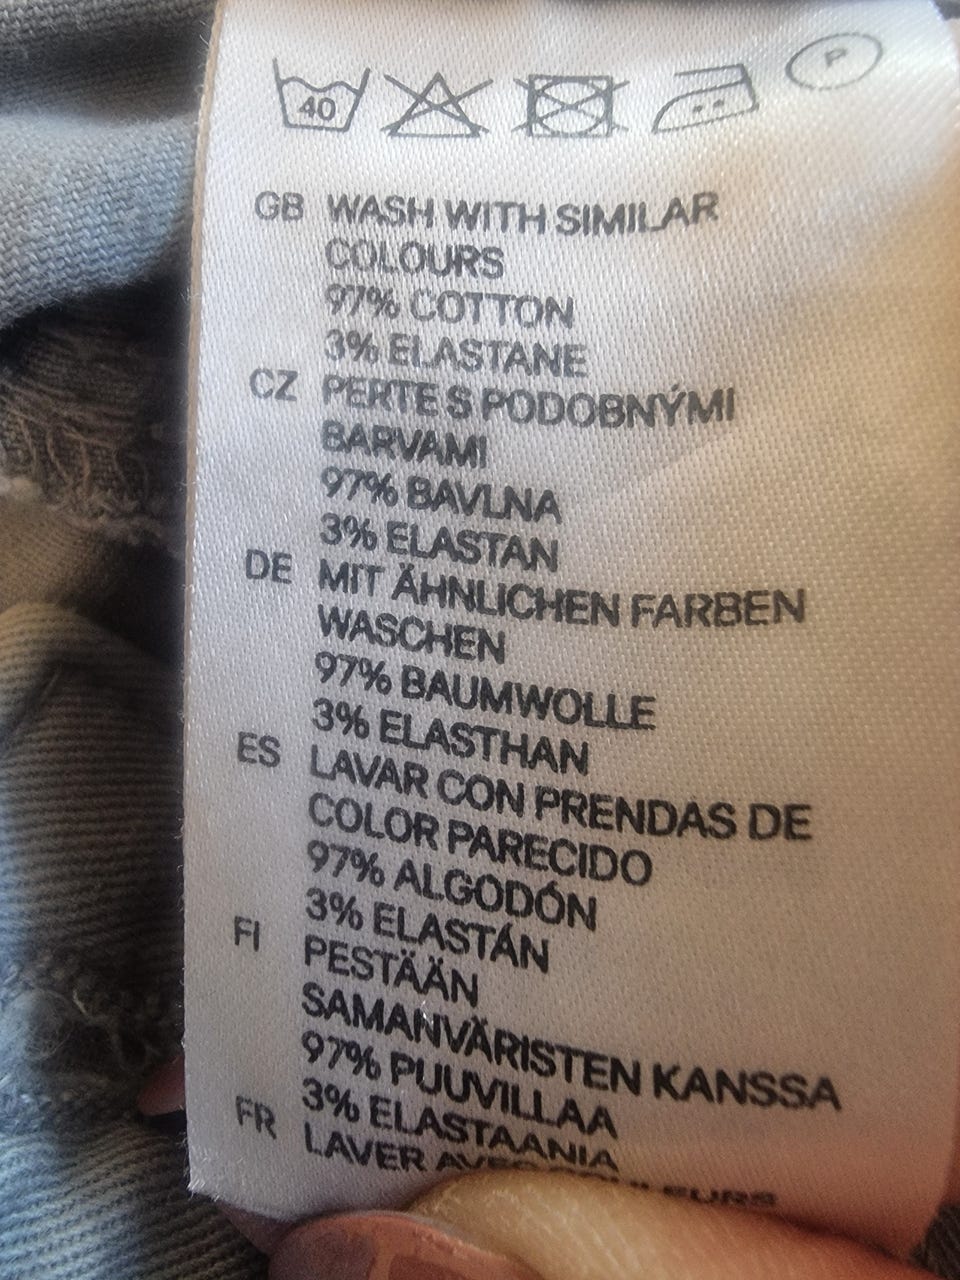 40
P
GB WASH WITH SIMILAR
COLOURS
97% COTTON
3% ELASTANE
CZ PERTE S PODOBNÝMI
BARVAMI
97% BAVLNA
3% ELASTAN
DE MIT ÄHNLICHEN FARBEN
WASCHEN
97% BAUMWOLLE
3% ELASTHAN
ES LAVAR CON PRENDAS DE
COLOR PARECIDO
97% ALGODÓN
3% ELASTÁN
FI PESTÄÄN
SAMANVÄRISTEN KANSSA
97% PUUVILLAA
3% ELASTAANIA
FR LAVER